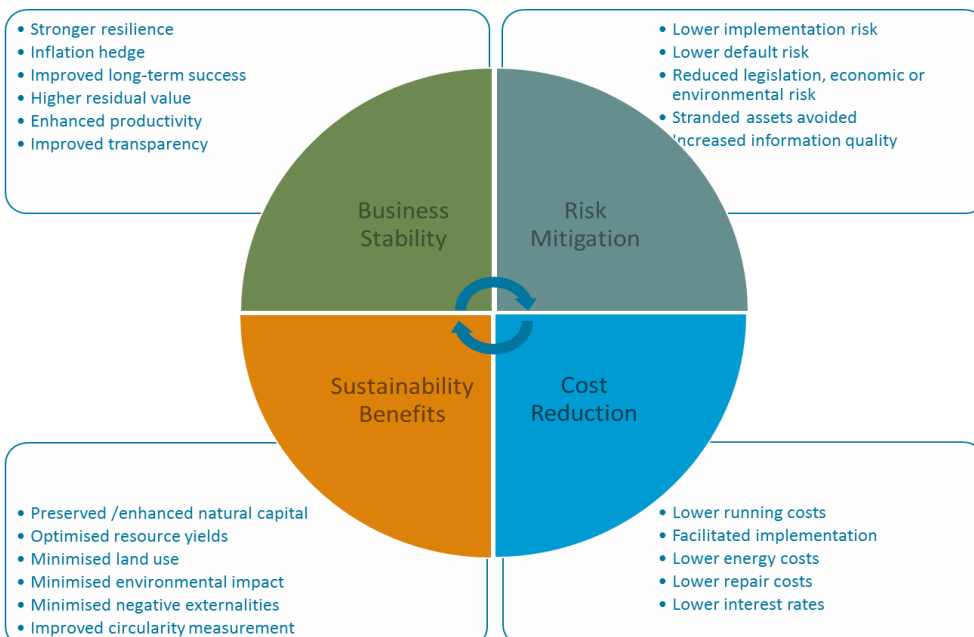 • Stronger resilience
• Inflation hedge
• Improved long-term success
• Higher residual value
• Enhanced productivity
• Improved transparency
• Lower implementation risk
• Lower default risk
• Reduced legislation, economic or
environmental risk
• Stranded assets avoided
• Increased information quality
Business
Stability
Risk
Mitigation
Sustainability
Benefits
Cost
Reduction
• Preserved /enhanced natural capital
• Optimised resource yields
• Minimised land use
• Minimised environmental impact
• Minimised negative externalities
• Improved circularity measurement
• Lower running costs
• Facilitated implementation
• Lower energy costs
• Lower repair costs
• Lower interest rates